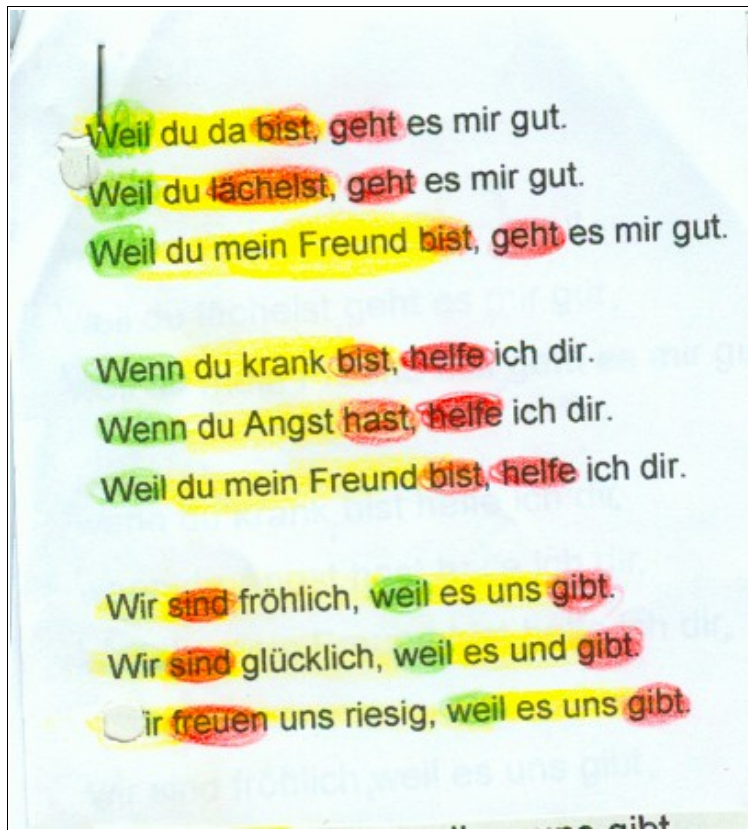 Weil du da bist, geht es mir gut.
Weil du lächelst, geht es mir gut.
Weil du mein Freund bist, geht es mir gut.
Wenn du krank bist, helfe ich dir.
Wenn du Angst hast, helfe ich dir.
Weil du mein Freund bist, helfe ich dir.
Wir sind fröhlich, weil es uns gibt.
Wir sind glücklich, weil es und gibt.
ir freuen uns riesig, weil es uns gibt.
uns gibt